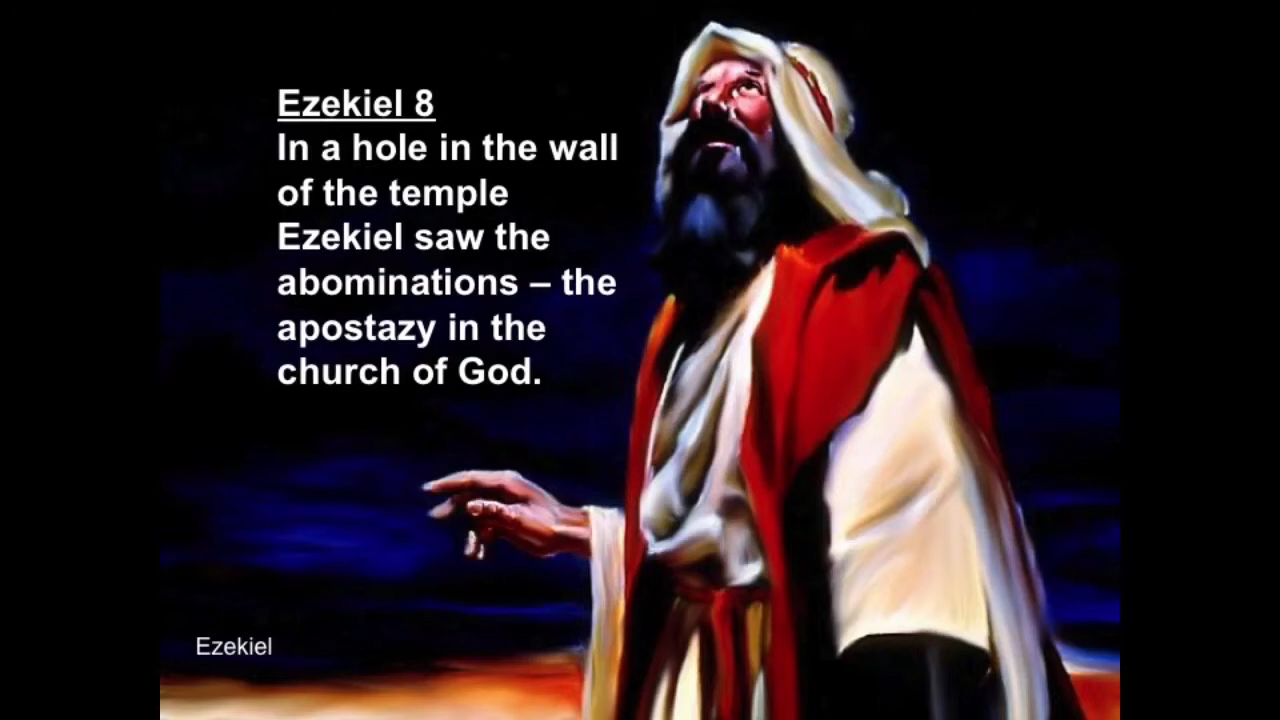 Ezekiel 8
In a hole in the wall
of the temple
Ezekiel saw the
abominations – the
apostazy in the
church of God.
Ezekiel